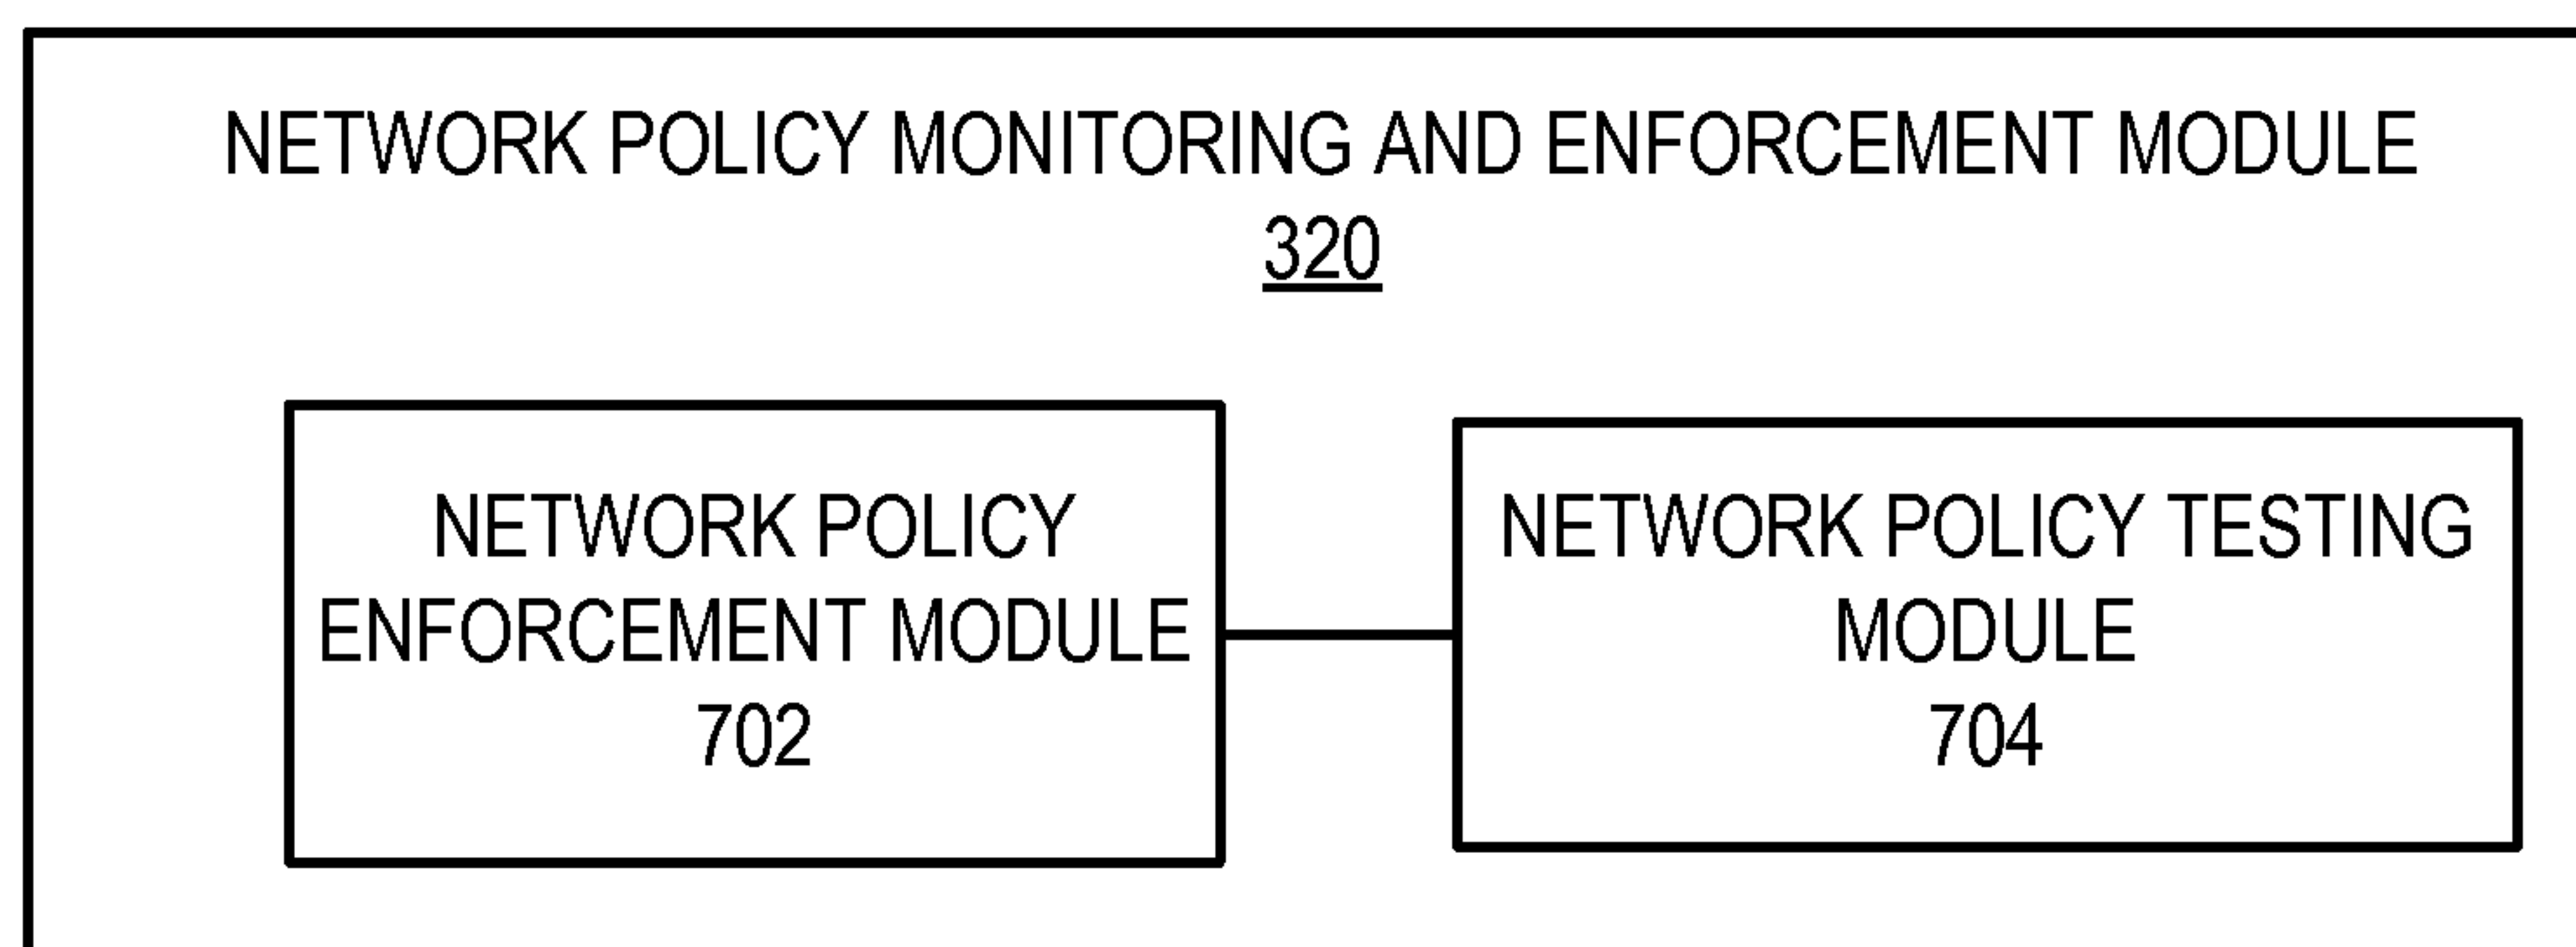 NETWORK POLICY MONITORING AND ENFORCEMENT MODULE
320
NETWORK POLICY
ENFORCEMENT MODULE
702
NETWORK POLICY TESTING
MODULE
704